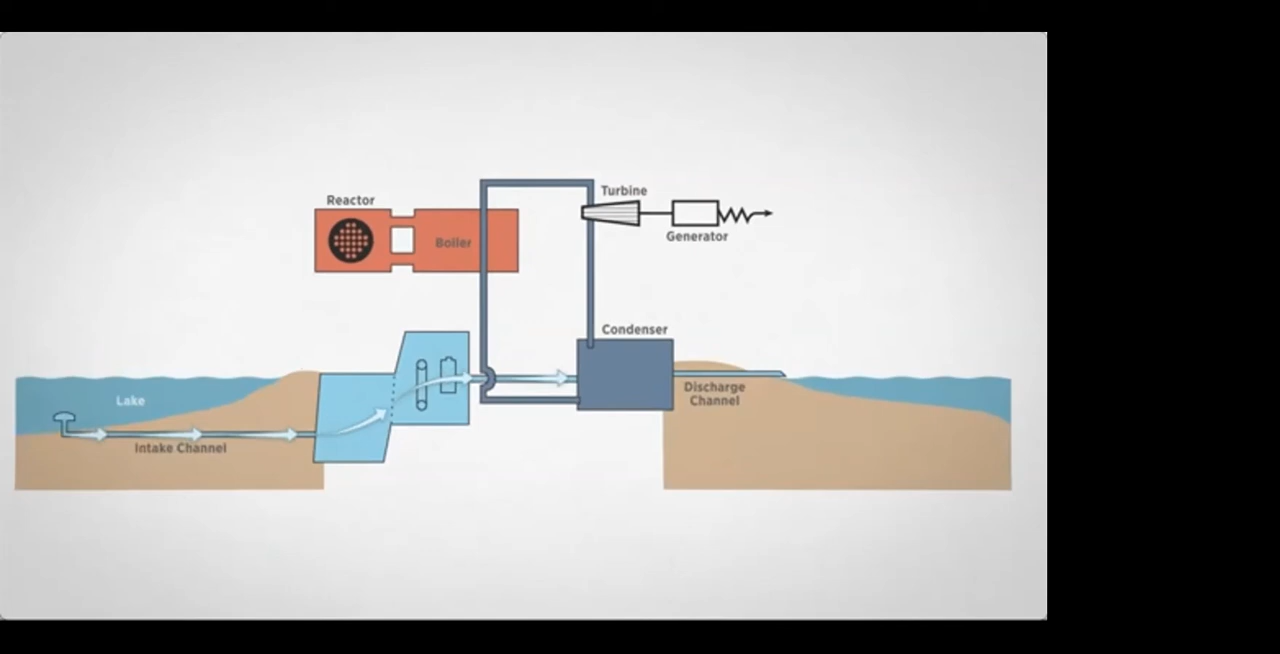 Reactor
Turbine
Boiler
Generator
Condenser
Lake
Discharge
Channel
Intake Channel